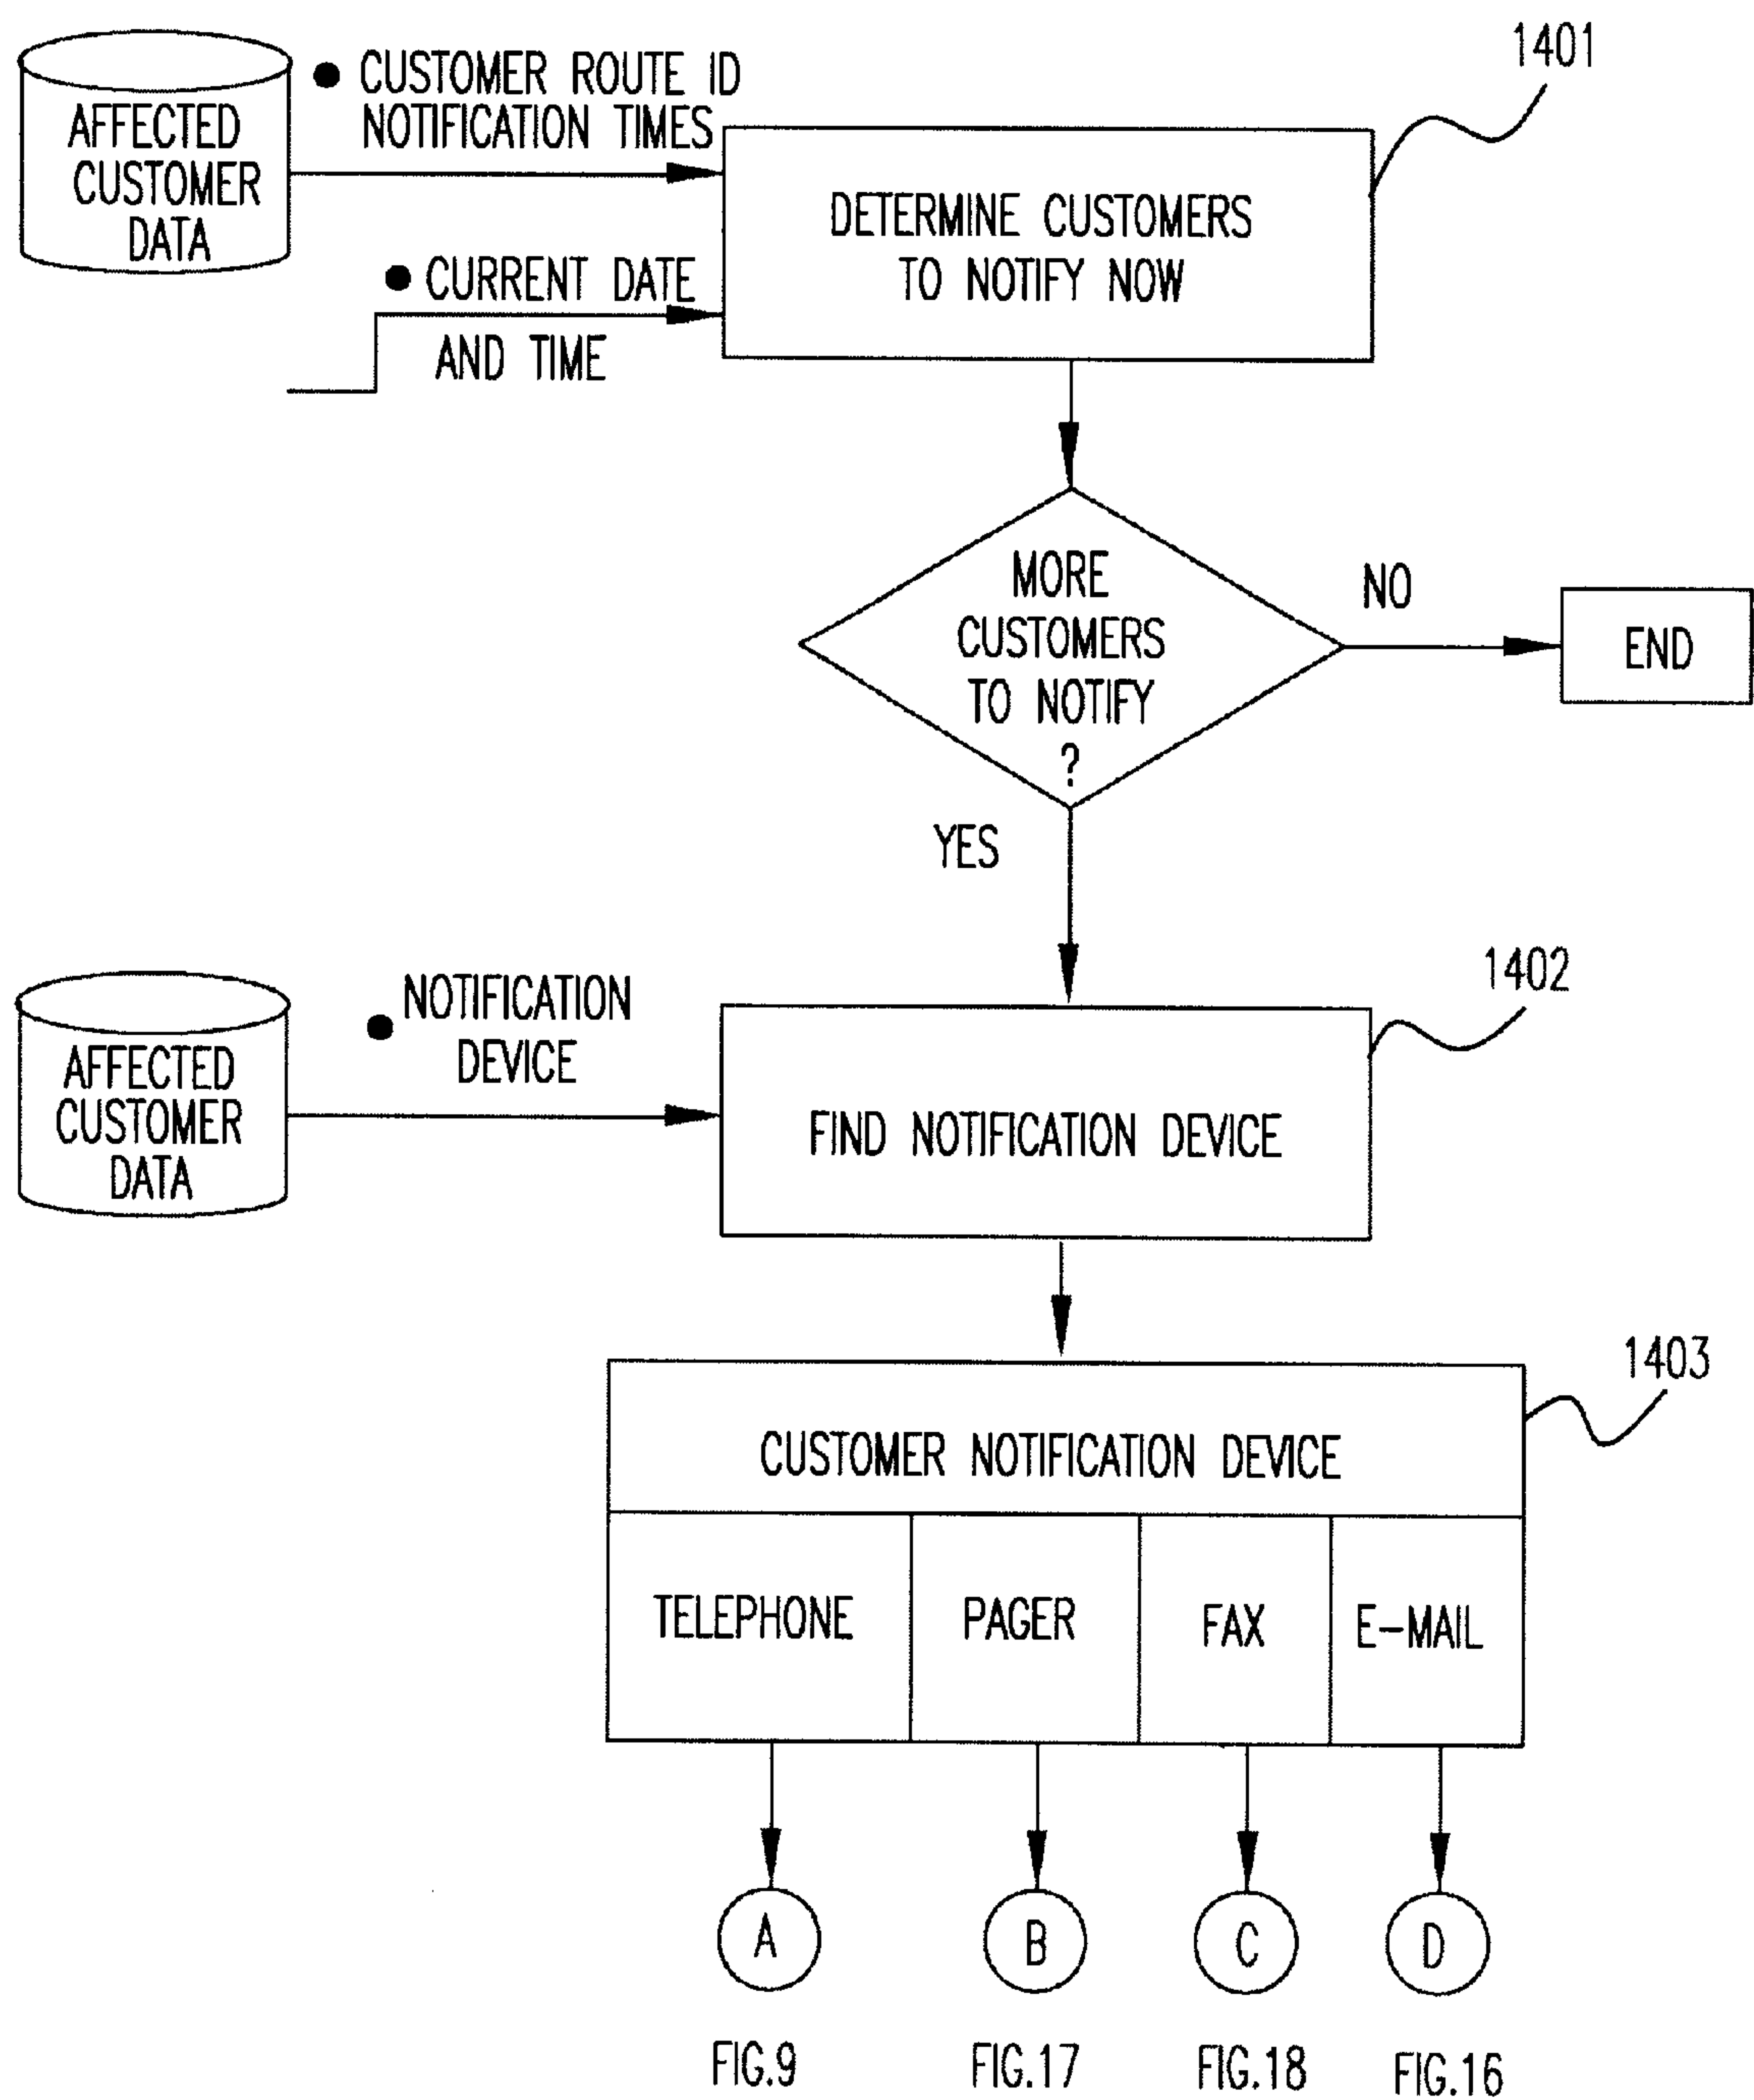 1401
● CUSTOMER ROUTE ID
NOTIFICATION TIMES
AFFECTED
CUSTOMER
DATA
DETERMINE CUSTOMERS
TO NOTIFY NOW
● CURRENT DATE
AND TIME
MORE
CUSTOMERS
TO NOTIFY
?
NO
END
YES
1402
● NOTIFICATION
DEVICE
AFFECTED
CUSTOMER
DATA
FIND NOTIFICATION DEVICE
1403
CUSTOMER NOTIFICATION DEVICE
TELEPHONE
PAGER
FAX
E-MAIL
A
B
C
D
FIG.9
FIG.17
FIG.18
FIG.16